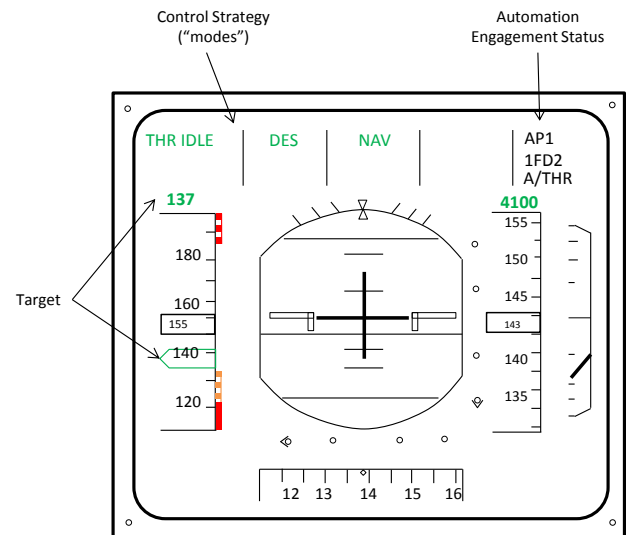 Control Strategy
("modes")
Automation
Engagement Status
THR IDLE
DES
NAV
AP1
1FD2
A/THR
137
4100
Target
180
160
155
140
120
155
150
145
143
140
135
12 13 14 15 16